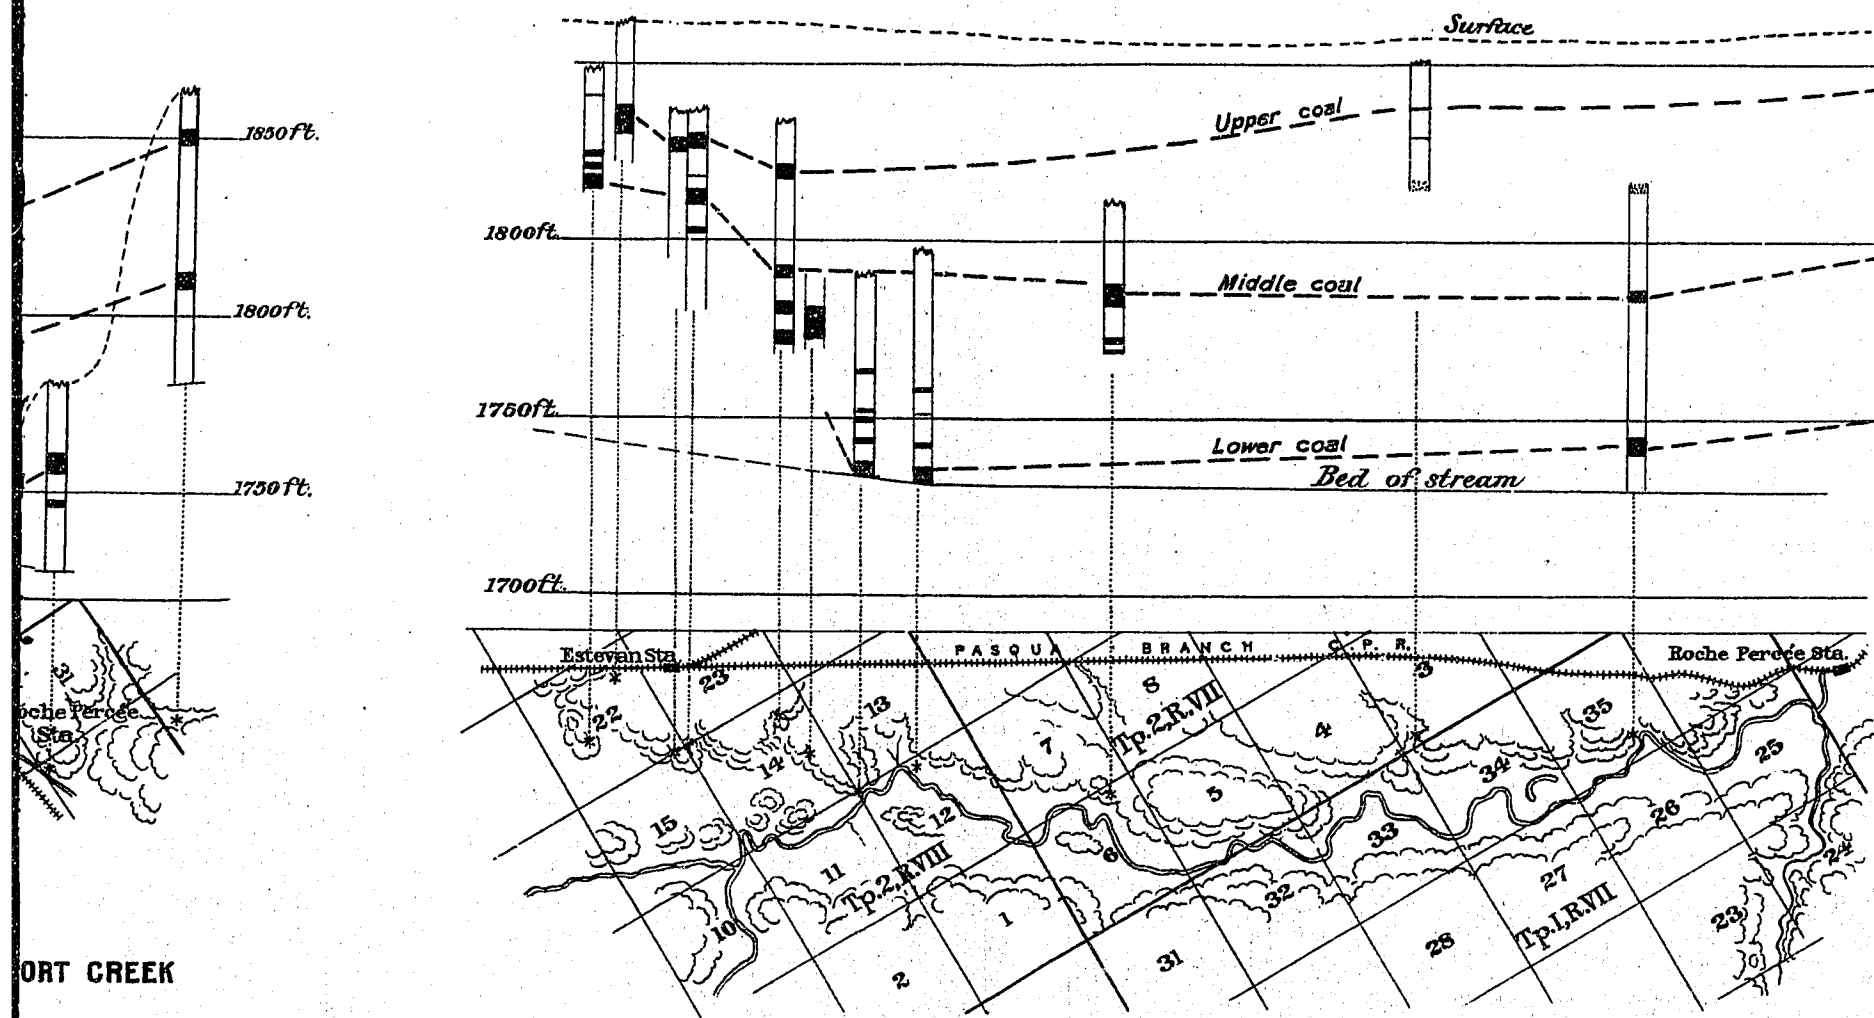 Surface
1850ft.
Upper coal
1800ft.
Middle coal
1800ft.
1750ft.
Lower coal
Bed of stream
1750ft.
1700ft.
Estevan Sta.
PASQUA BRANCH C. P. R.
Roche Percée Sta.
31
oche Percée
Sta.
23
22
13
14
8
Tp.2,R.VII
7
4
3
35
34
25
5
15
12
11
Tp.2,R.VIII
6
33
26
24
10
1
2
32
31
27
28
Tp.I,R.VII
23
ORT CREEK